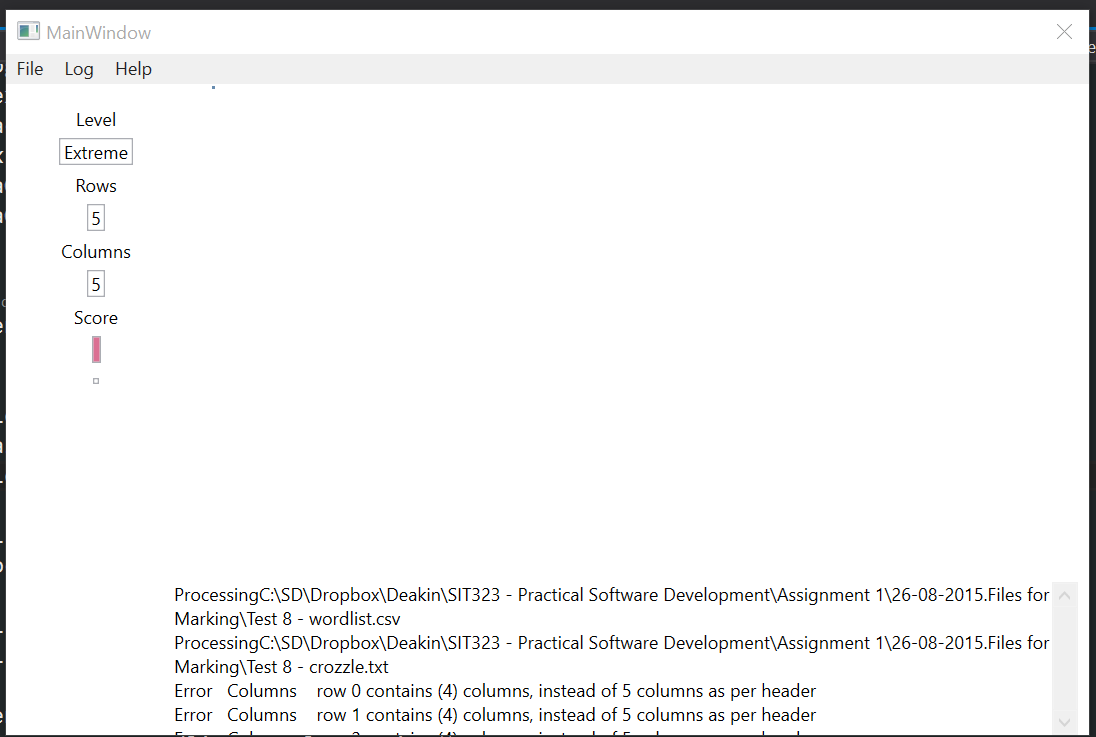 MainWindow
File Log Help
Level
Extreme
Rows
5
Columns
5
Score
ProcessingC:\SD\Dropbox\Deakin\SIT323 - Practical Software Development\Assignment 1\26-08-2015.Files for
Marking\Test 8 - wordlist.csv
ProcessingC:\SD\Dropbox\Deakin\SIT323 - Practical Software Development\Assignment 1\26-08-2015.Files for
Marking\Test 8 - crozzle.txt
Error Columns row 0 contains (4) columns, instead of 5 columns as per header
Error Columns row 1 contains (4) columns, instead of 5 columns as per header